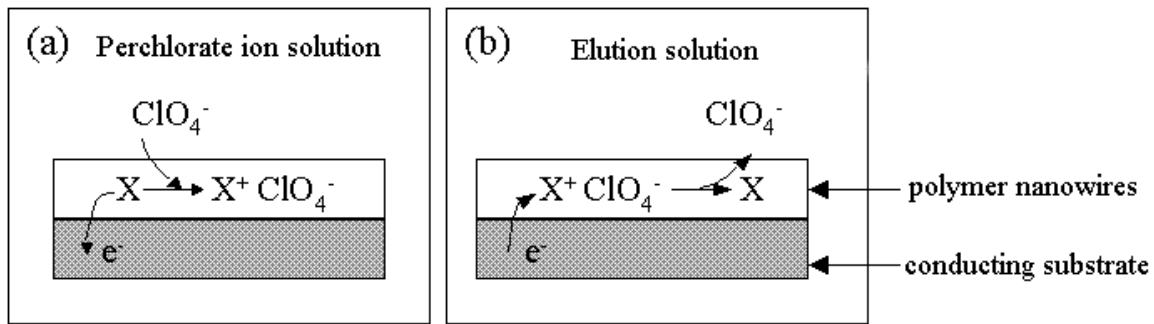 (a) Perchlorate ion solution
ClO₄⁻
X X⁺ ClO₄⁻
e⁻
(b) Elution solution
ClO₄⁻
X⁺ ClO₄⁻ X
e⁻
polymer nanowires
conducting substrate